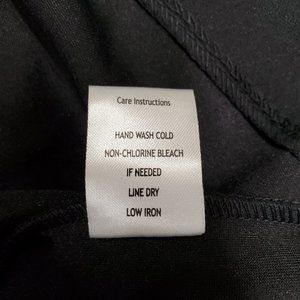 Care Instructions
HAND WASH COLD
NON-CHLORINE BLEACH
IF NEEDED
LINE DRY
LOW IRON